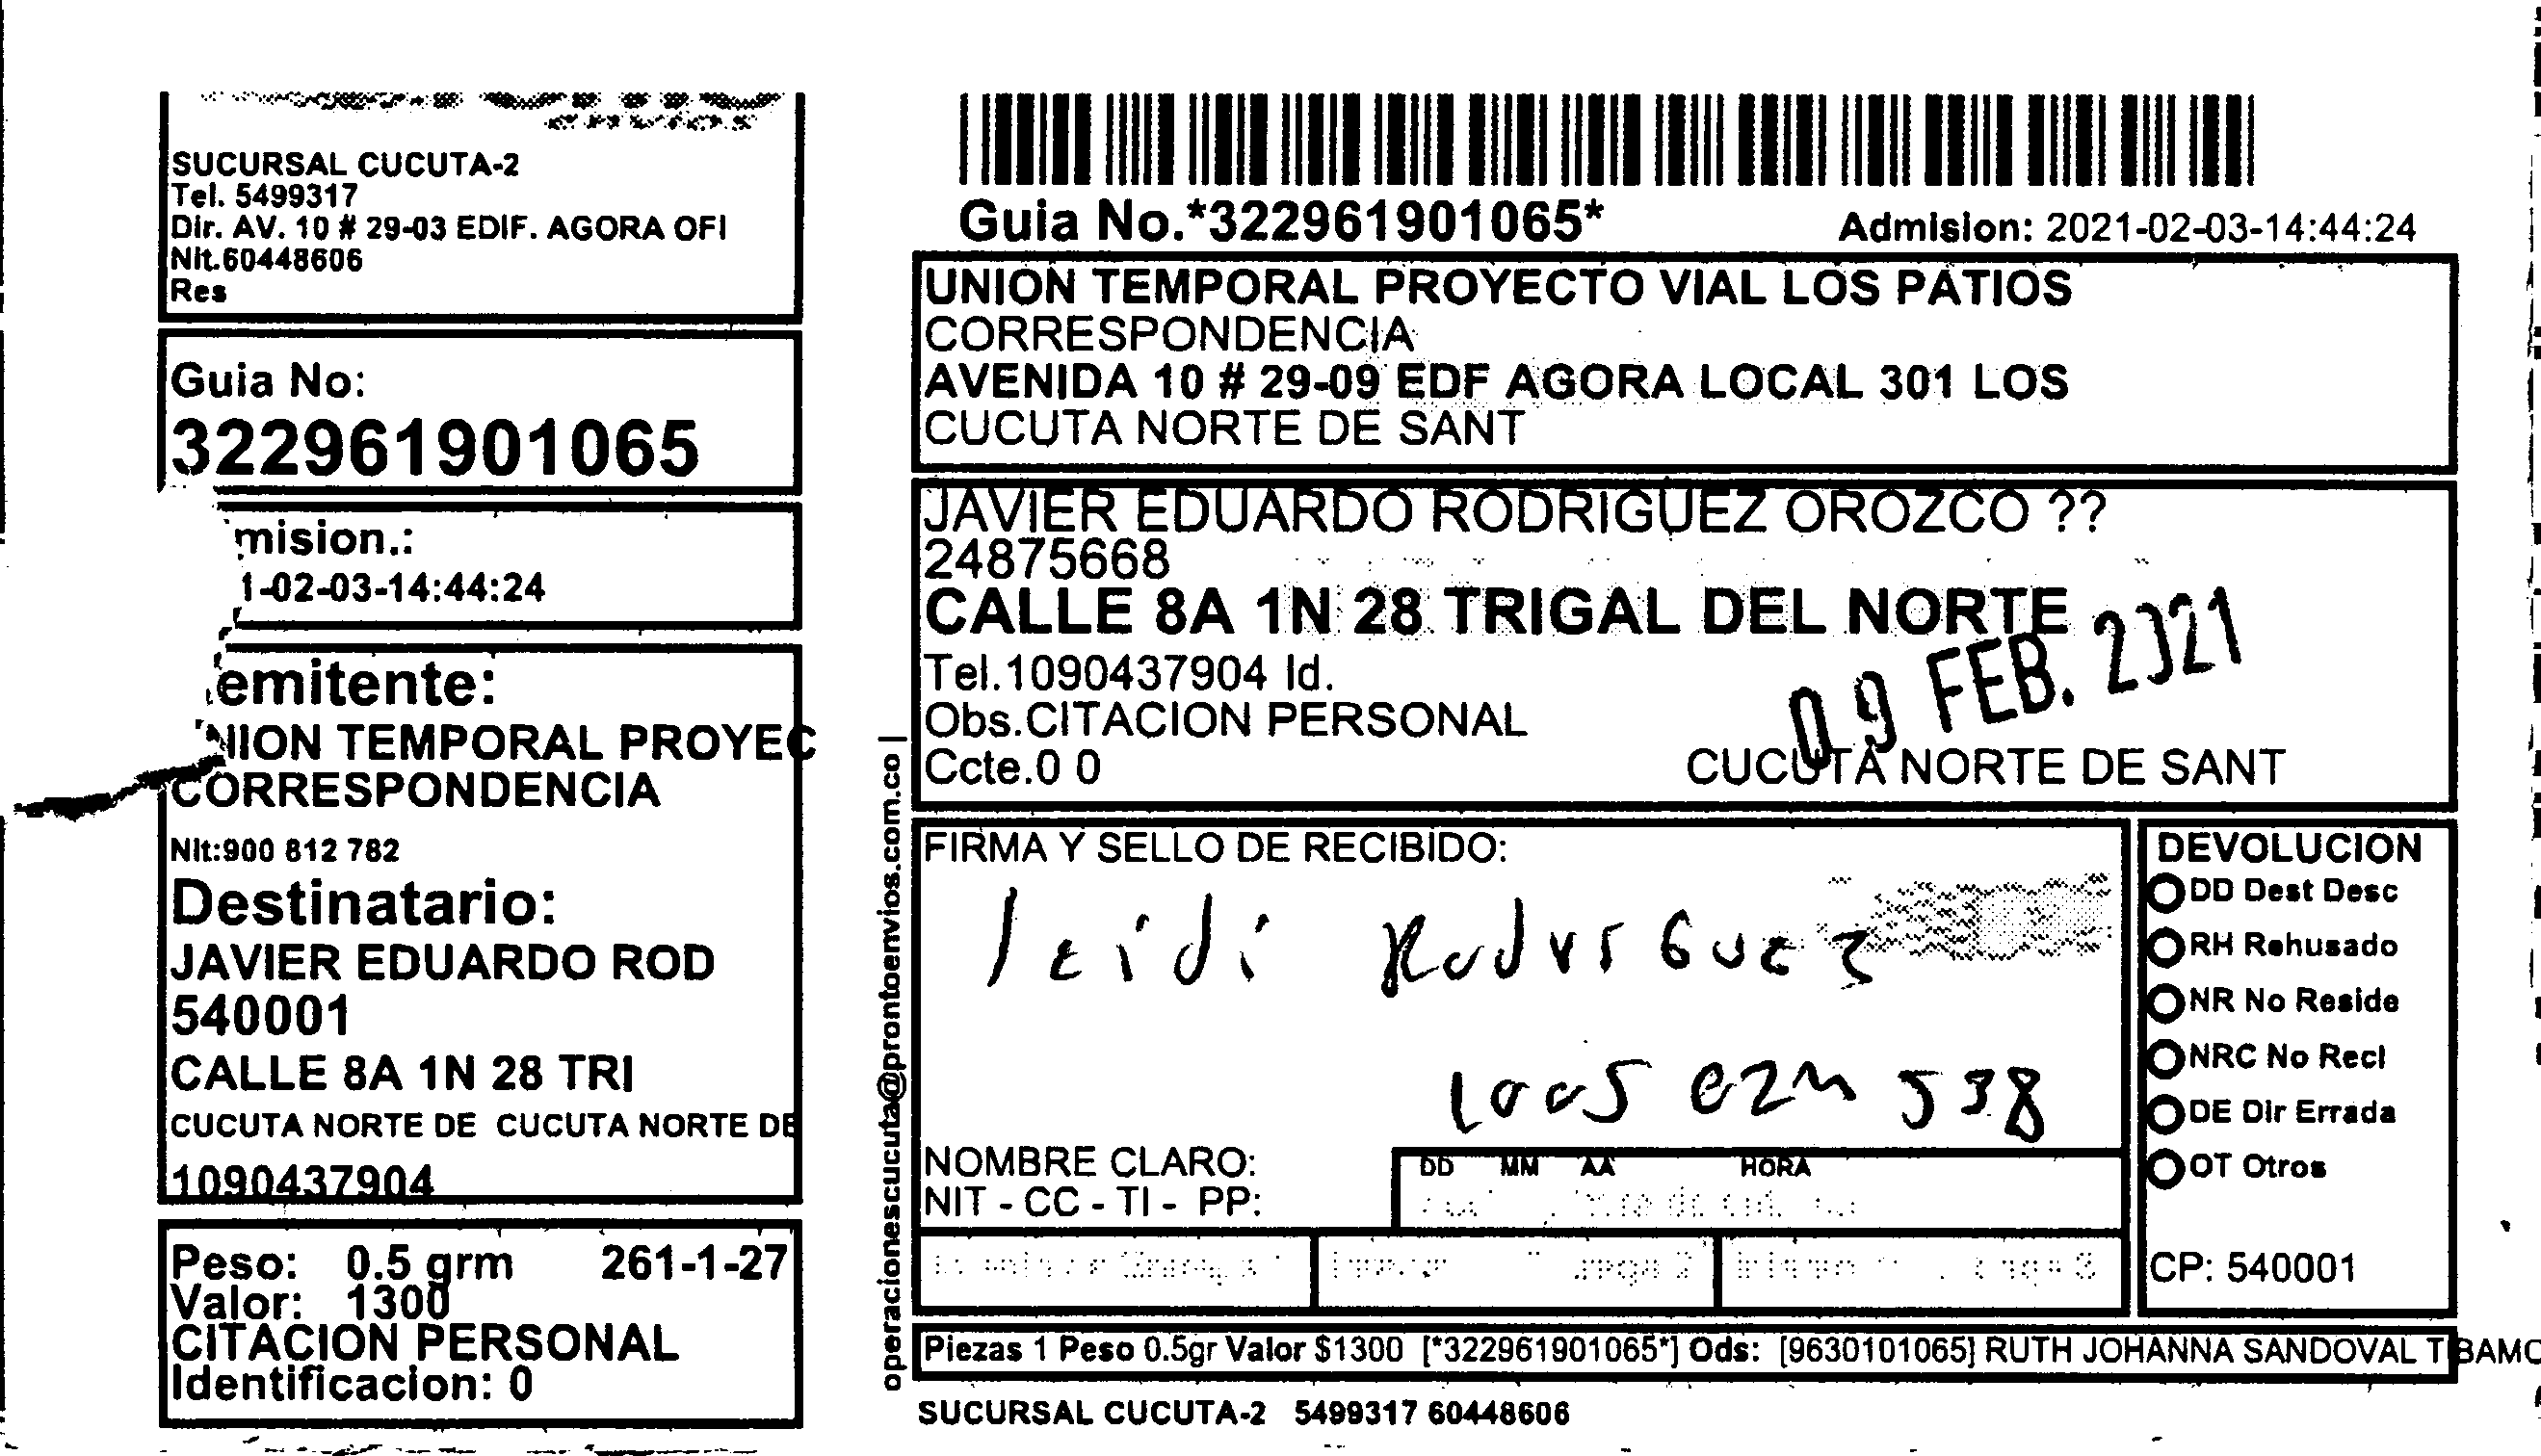 SUCURSAL CUCUTA-2
Tel. 5499317
Dir. AV. 10 # 29-03 EDIF. AGORA OFI
Nit.60448606
Res
Guia No:
322961901065
mision.:
1-02-03-14:44:24
emitente:
NION TEMPORAL PROYEC
CORRESPONDENCIA
Nit:900 812 782
Destinatario:
JAVIER EDUARDO ROD
540001
CALLE 8A 1N 28 TRI
CUCUTA NORTE DE CUCUTA NORTE DE
1090437904
Peso: 0.5 grm 261-1-27
Valor: 1300
CITACION PERSONAL
Identificacion: 0
operacionescucuta@prontoenvios.com.co |
Guia No.*322961901065* Admision: 2021-02-03-14:44:24
UNION TEMPORAL PROYECTO VIAL LOS PATIOS
CORRESPONDENCIA
AVENIDA 10 # 29-09 EDF AGORA LOCAL 301 LOS
CUCUTA NORTE DE SANT
JAVIER EDUARDO RODRIGUEZ OROZCO ??
24875668
CALLE 8A 1N 28 TRIGAL DEL NORTE
Tel.1090437904 Id.
09 FEB. 2021
Obs.CITACION PERSONAL
Ccte.0 0 CUCUTA NORTE DE SANT
FIRMA Y SELLO DE RECIBIDO:
leidi Rodriguez
1005 538
NOMBRE CLARO:
NIT - CC - TI - PP:
DD MM AA HORA
DEVOLUCION
DD Dest Desc
RH Rehusado
NR No Reside
NRC No Recl
DE Dir Errada
OT Otros
CP: 540001
Piezas 1 Peso 0.5gr Valor $1300 [*322961901065*] Ods: [9630101065] RUTH JOHANNA SANDOVAL TIBAMO
SUCURSAL CUCUTA-2 5499317 60448606